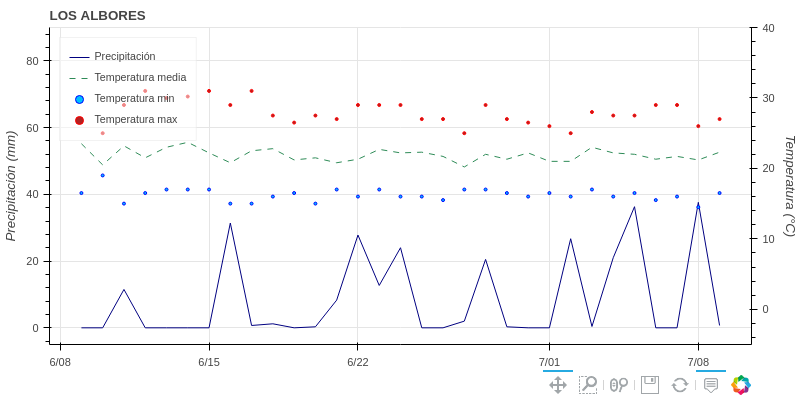 LOS ALBORES
Precipitación
Temperatura media
Temperatura min
Temperatura max
Precipitación (mm)
80
60
40
20
0
Temperatura (°C)
40
30
20
10
0
6/08
6/15
6/22
7/01
7/08